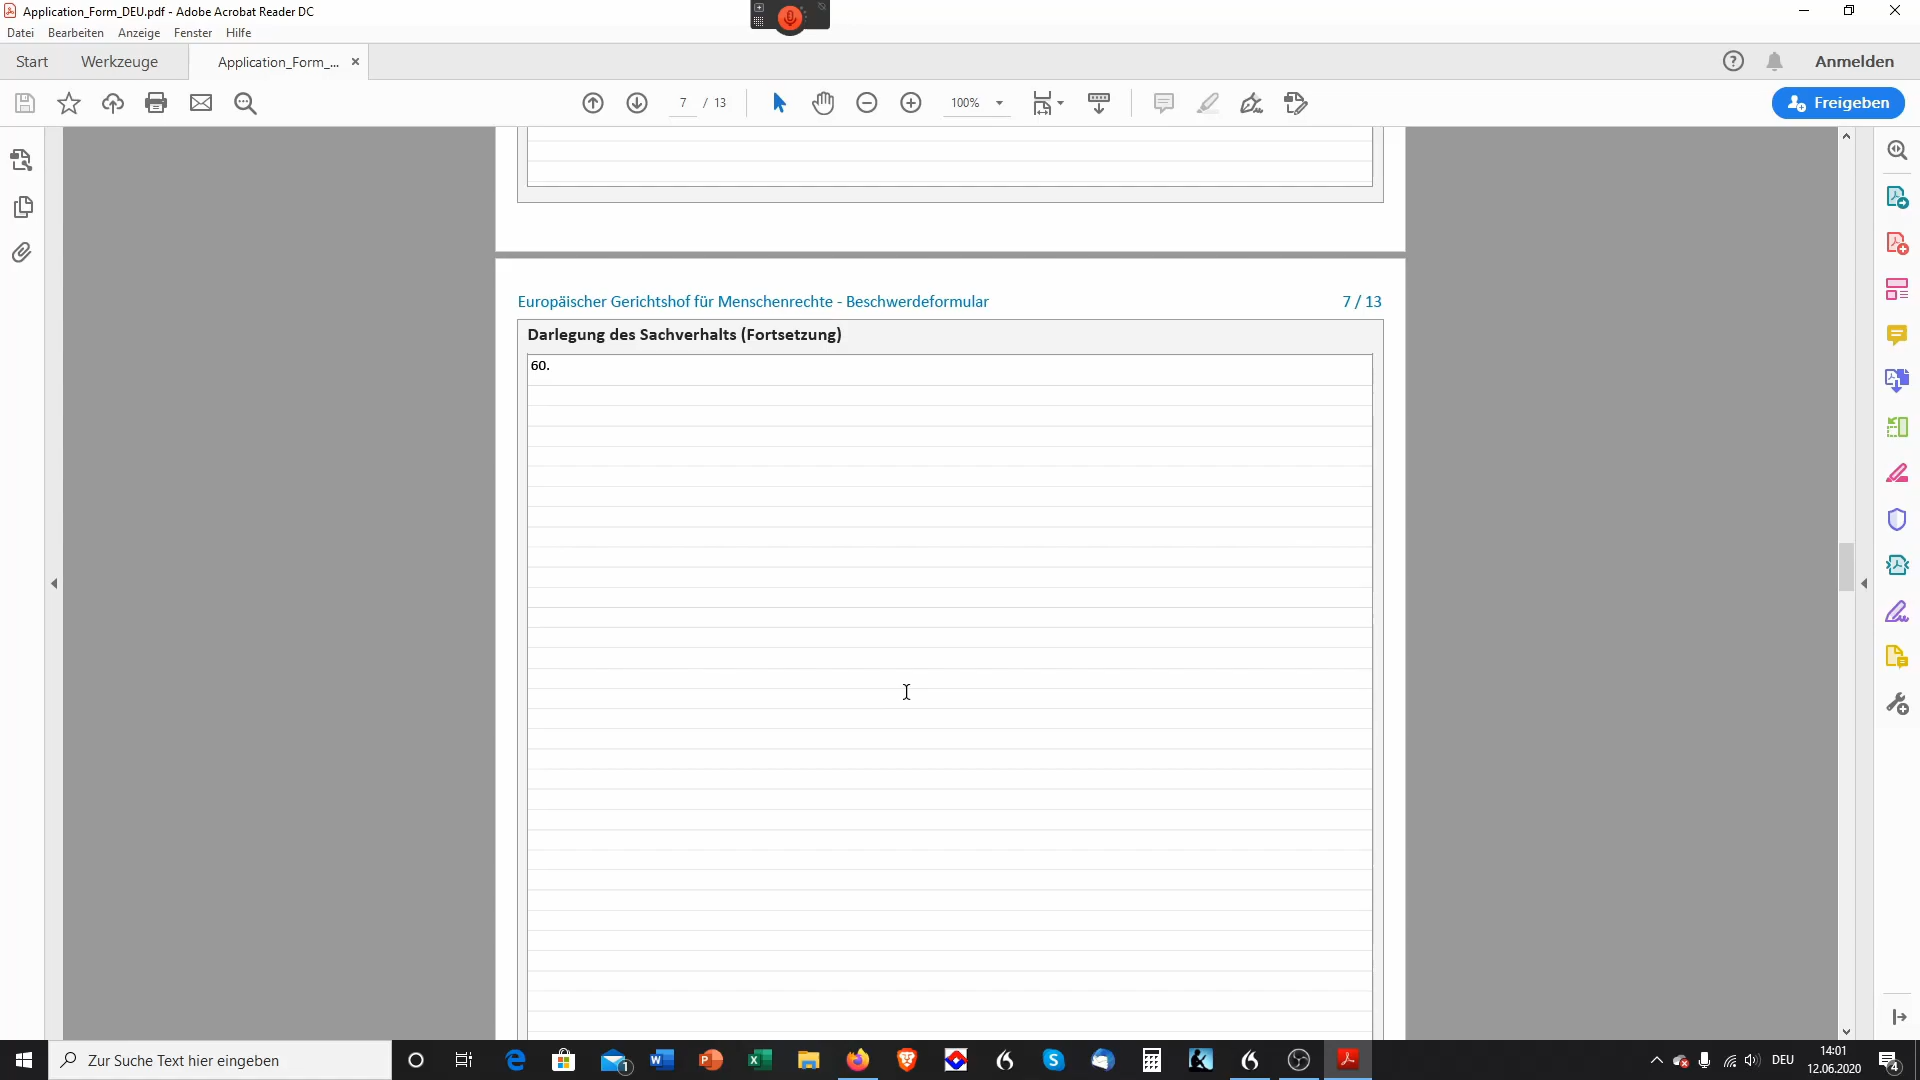 Application_Form_DEU.pdf - Adobe Acrobat Reader DC
Datei Bearbeiten Anzeige Fenster Hilfe
Start Werkzeuge Application_Form_... Anmelden
7 / 13 100% Freigeben
Europäischer Gerichtshof für Menschenrechte - Beschwerdeformular 7 / 13
Darlegung des Sachverhalts (Fortsetzung)
60.
Zur Suche Text hier eingeben 1 DEU 14:01
12.06.2020 4